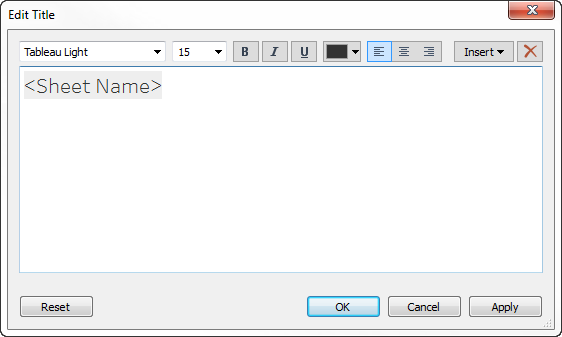 Edit Title
Tableau Light 15 B I U Insert
<Sheet Name>
Reset OK Cancel Apply